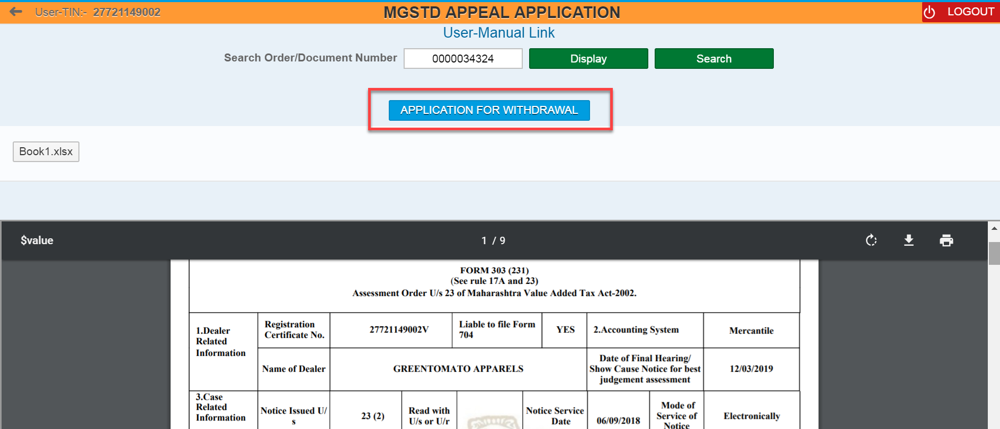 User-TIN:- 27721149002
MGSTD APPEAL APPLICATION
LOGOUT
User-Manual Link
Search Order/Document Number
0000034324
Display
Search
APPLICATION FOR WITHDRAWAL
Book1.xlsx
$value
1 / 9
FORM 303 (231)
(See rule 17A and 23)
Assessment Order U/s 23 of Maharashtra Value Added Tax Act-2002.
1.Dealer
Related
Information
Registration
Certificate No.
27721149002V
Liable to file Form
704
YES
2.Accounting System
Mercantile
Name of Dealer
GREENTOMATO APPARELS
Date of Final Hearing/
Show Cause Notice for best
judgement assessment
12/03/2019
3.Case
Related
Information
Notice Issued U/
s
23 (2)
Read with
U/s or U/r
Notice Service
Date
06/09/2018
Mode of
Service of
Notice
Electronically